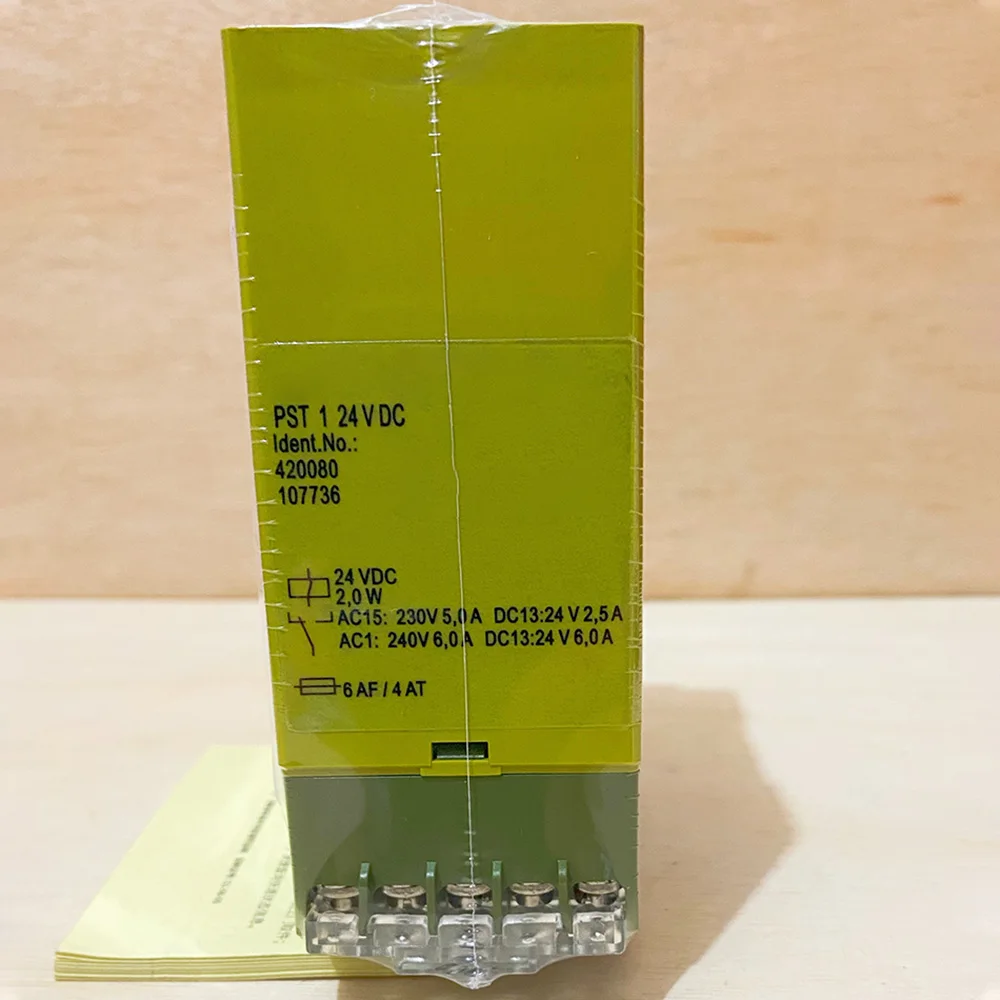 PST 1 24 V DC
Ident.No.:
420080
107736
24 VDC
2,0 W
AC15: 230V 5,0 A DC13:24 V 2,5 A
AC1: 240V 6,0 A DC13:24 V 6,0 A
6 AF / 4 AT